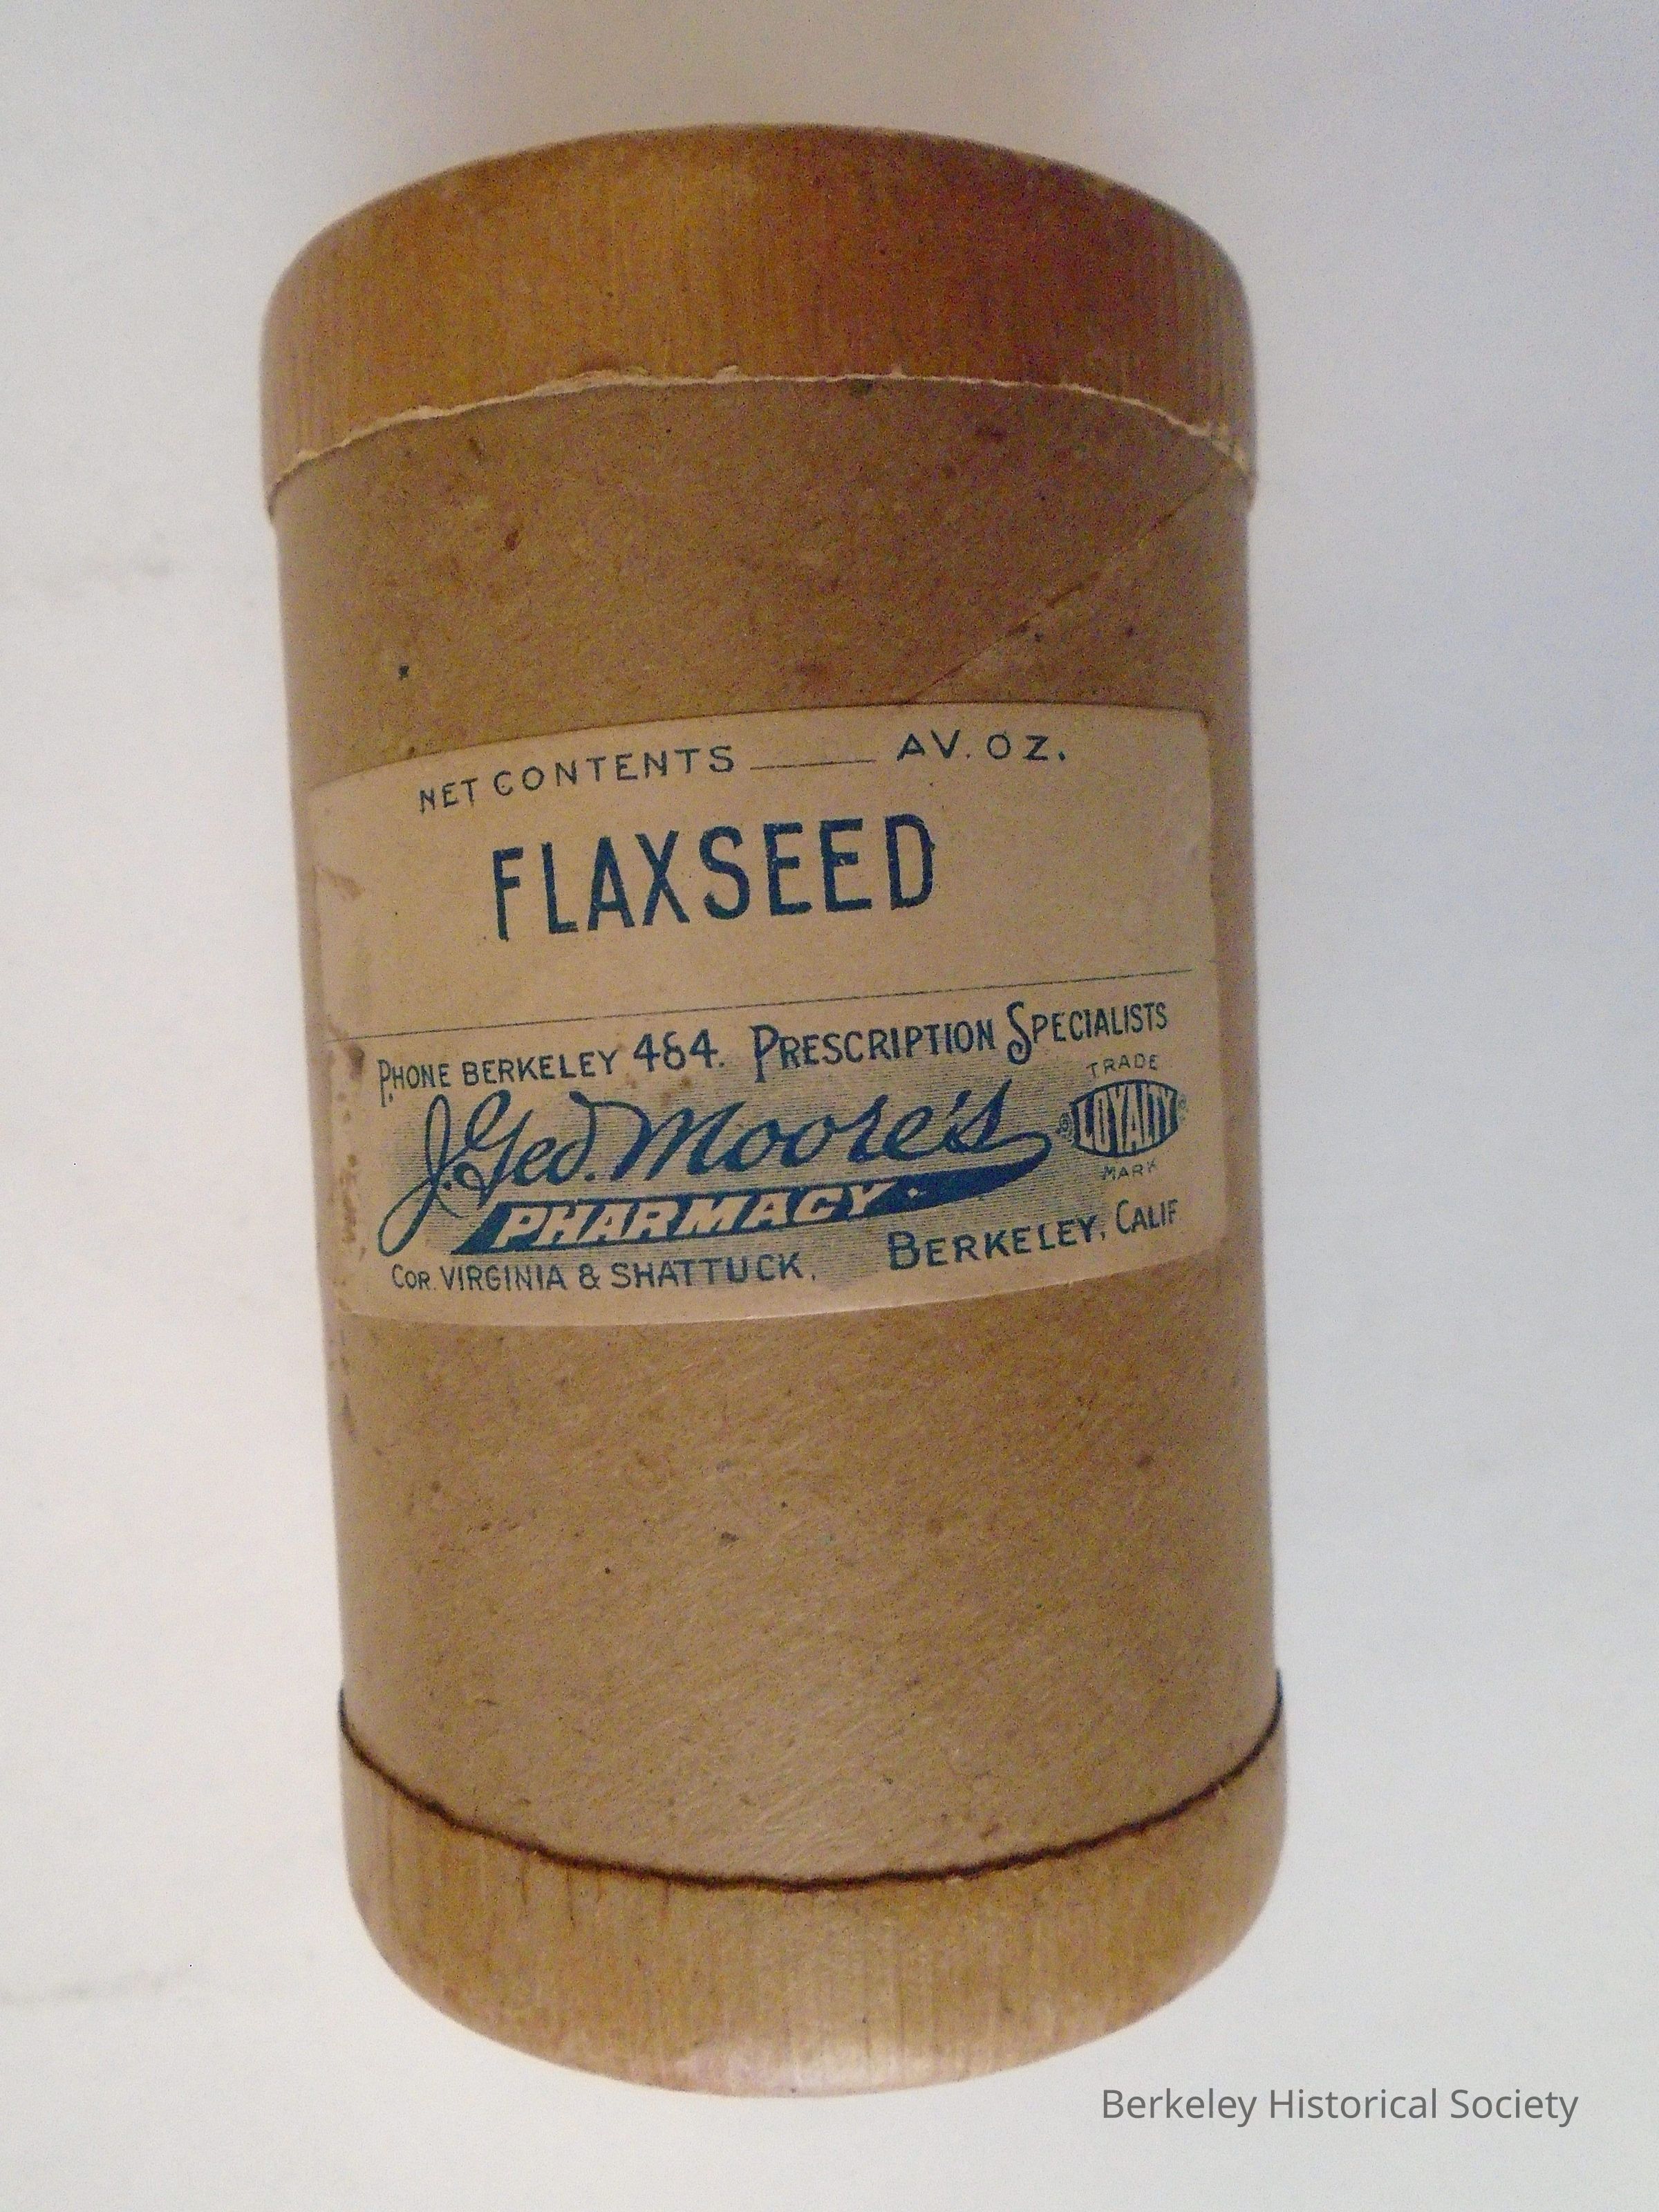 NET CONTENTS ____ AV. OZ.
FLAXSEED
PHONE BERKELEY 464. PRESCRIPTION SPECIALISTS
J. Geo. Moore's
PHARMACY
TRADE
LOYALTY
MARK
COR. VIRGINIA & SHATTUCK, BERKELEY, CALIF
Berkeley Historical Society